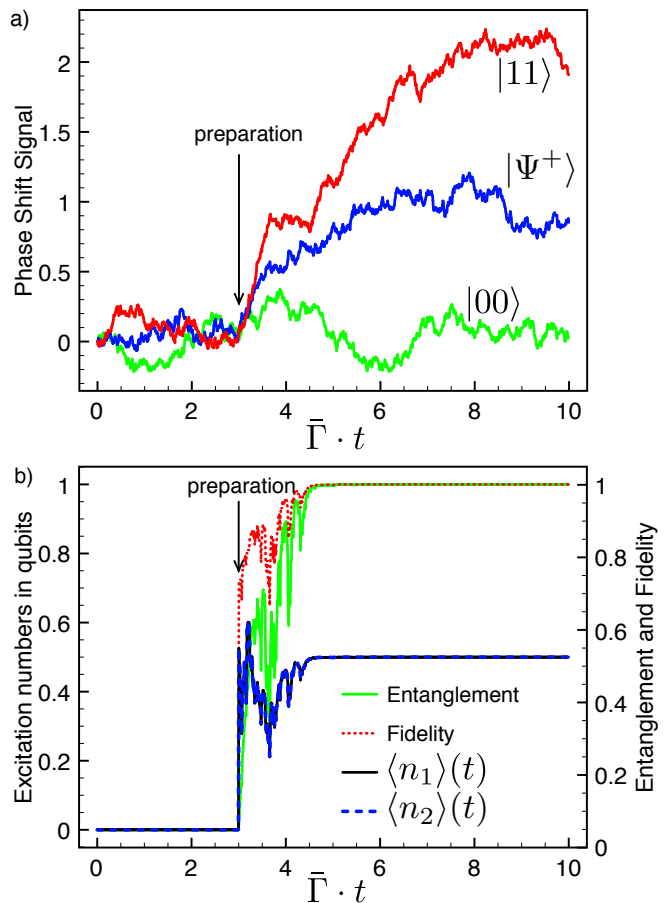 a)
2
1.5
1
0.5
0
Phase Shift Signal
preparation
|11⟩
|Ψ⁺⟩
|00⟩
0 2 4 6 8 10
Γ̄ · t
b)
preparation
1
0.8
0.6
0.4
0.2
0
Excitation numbers in qubits
1
0.8
0.6
0.4
0.2
0
Entanglement and Fidelity
Entanglement
Fidelity
⟨n₁⟩(t)
⟨n₂⟩(t)
0 2 4 6 8 10
Γ̄ · t